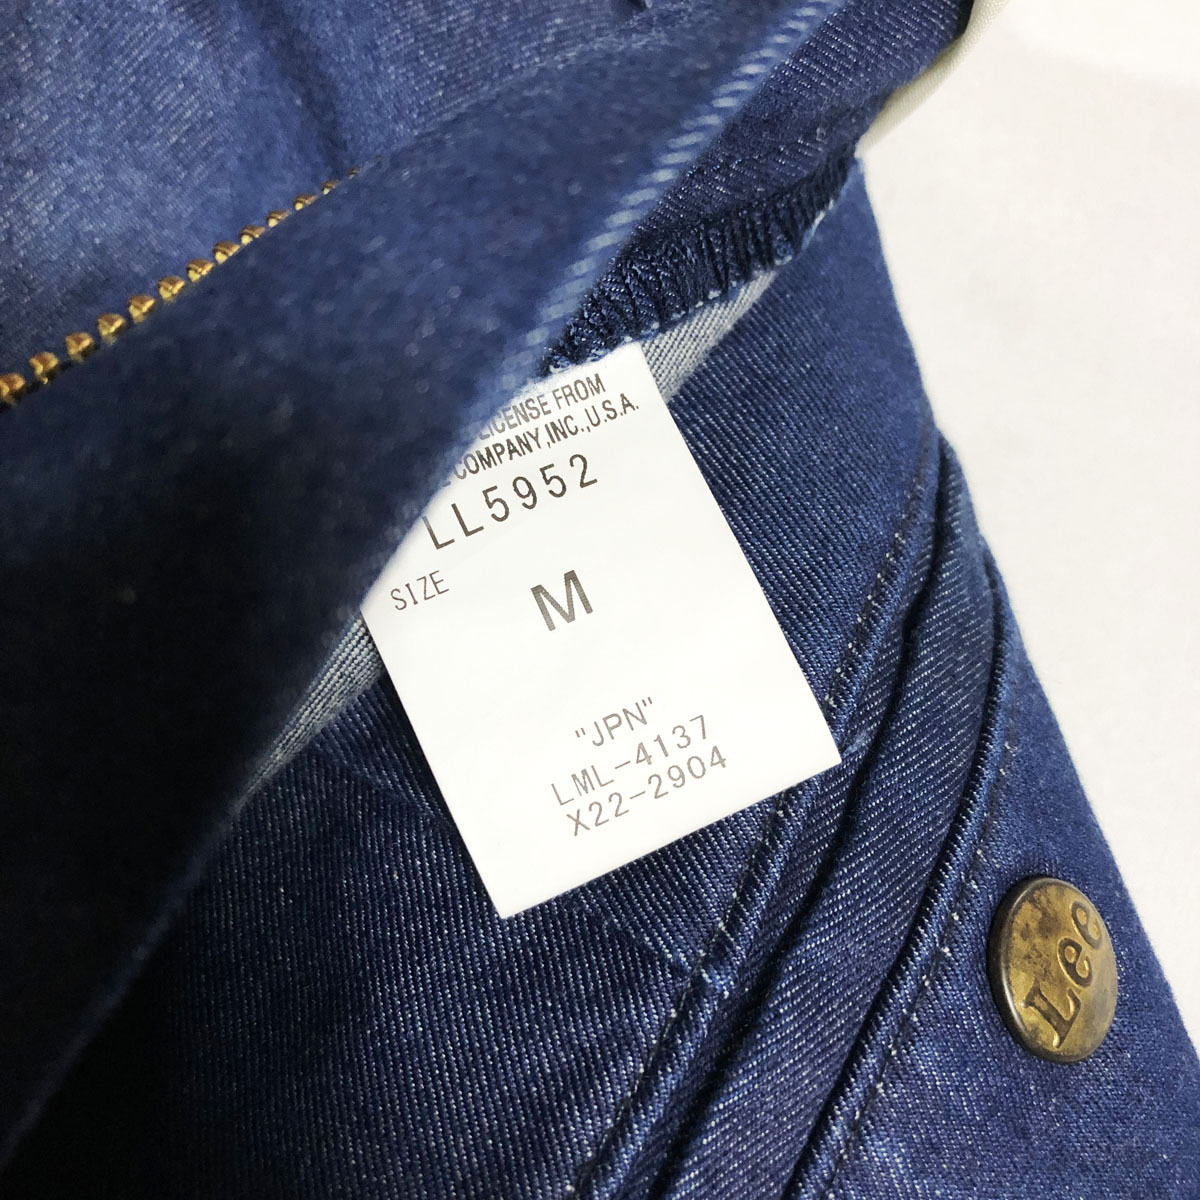 LICENSE FROM
COMPANY,INC.,U.S.A.
LL5952
SIZE M
"JPN"
LML-4137
X22-2904
Lee